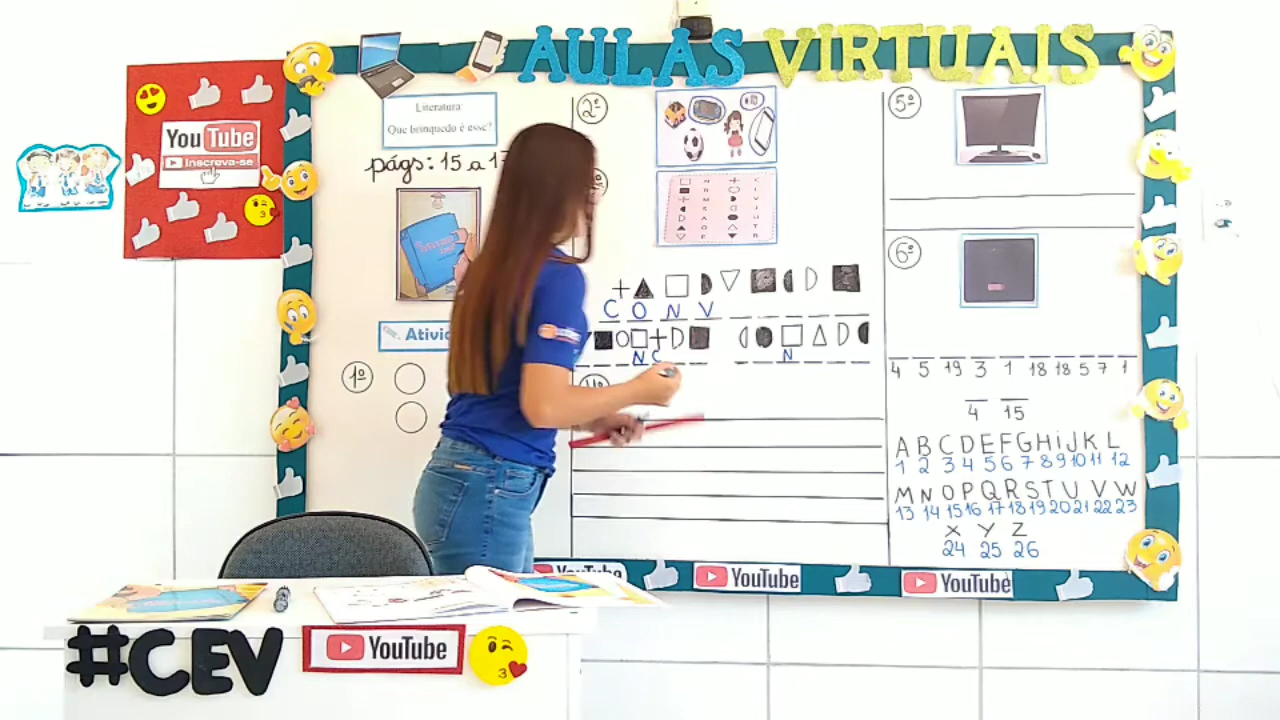 AULAS VIRTUAIS
YouTube
Inscreva-se
Literatura:
Que brinquedo é esse?
págs: 15 a
Ativi
1º
2º
C O N V
N C
N
4º
5º
6º
4 5 19 3 1 18 18 5 7 1
4 15
A B C D E F G H i J K L
1 2 3 4 5 6 7 8 9 10 11 12
M N O P Q R S T U V W
13 14 15 16 17 18 19 20 21 22 23
X Y Z
24 25 26
YouTube
YouTube
YouTube
#CEV
YouTube